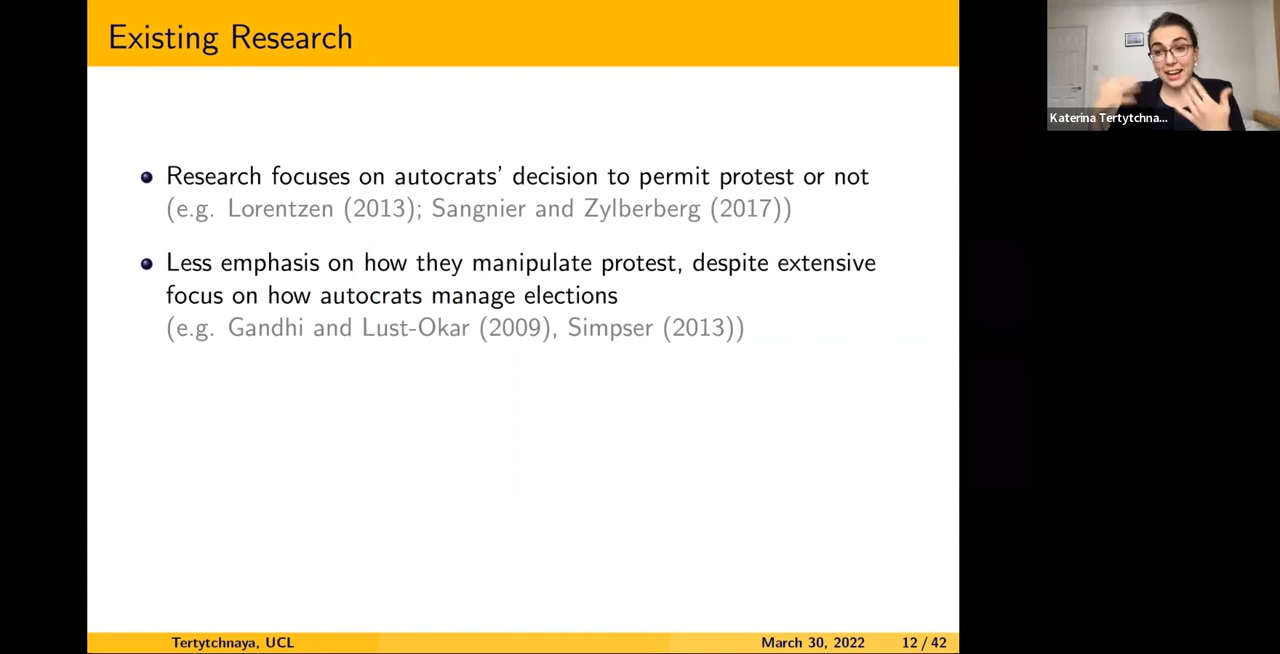 Existing Research
Research focuses on autocrats' decision to permit protest or not
(e.g. Lorentzen (2013); Sangnier and Zylberberg (2017))
Less emphasis on how they manipulate protest, despite extensive
focus on how autocrats manage elections
(e.g. Gandhi and Lust-Okar (2009), Simpser (2013))
Tertytchnaya, UCL
March 30, 2022
12 / 42
Katerina Tertytchna...